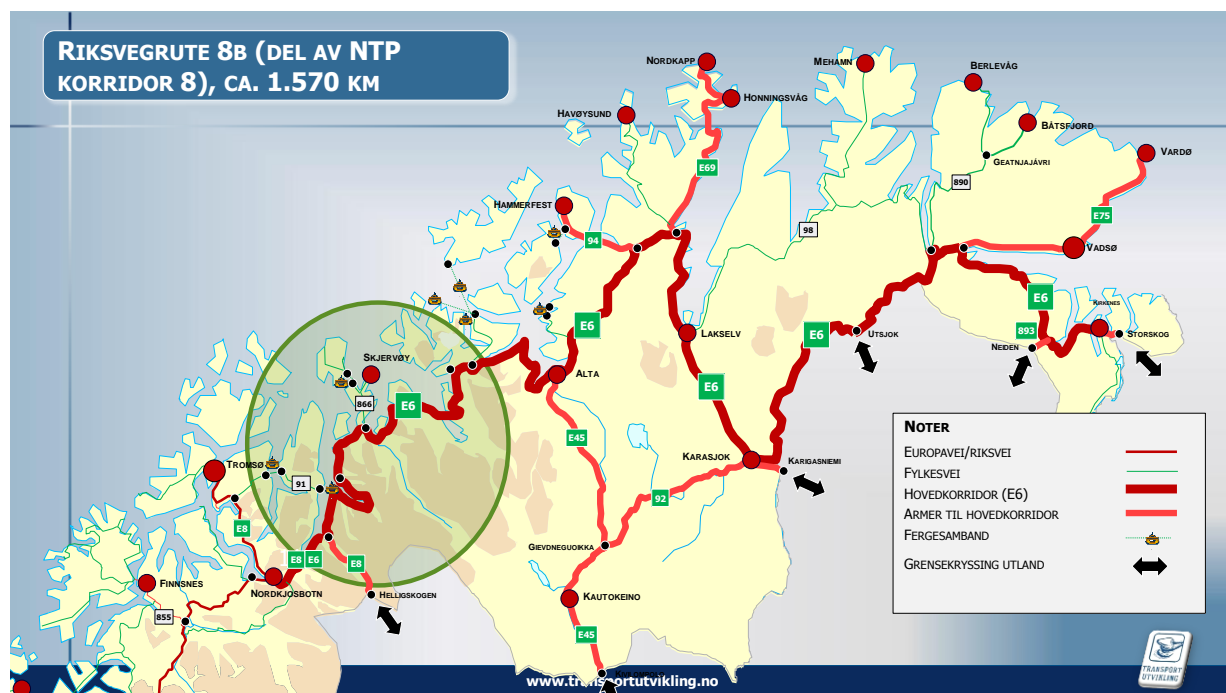 RIKSVEGRUTE 8B (DEL AV NTP
KORRIDOR 8), CA. 1.570 KM
NORDKAPP
MEHAMN
BERLEVÅG
HONNINGSVÅG
HAVØYSUND
BÅTSFJORD
GEATNJAJÁVRI
VARDØ
E69
890
HAMMERFEST
E75
94
98
VADSØ
E6
KIRKENES
E6
E6
893
STORSKOG
LAKSELV
UTSJOK
NEIDEN
SKJERVØY
ALTA
E6
866
E6
NOTER
EUROPAVEI/RIKSVEI
FYLKESVEI
HOVEDKORRIDOR (E6)
ARMER TIL HOVEDKORRIDOR
FERGESAMBAND
GRENSEKRYSSING UTLAND
E45
KARASJOK
KARIGASNIEMI
TROMSØ
91
92
E8
GIEVDNEGUOIKKA
E8
E6
E8
FINNSNES
NORDKJOSBOTN
HELLIGSKOGEN
KAUTOKEINO
855
E45
www.transportutvikling.no
TRANSPORT
UTVIKLING